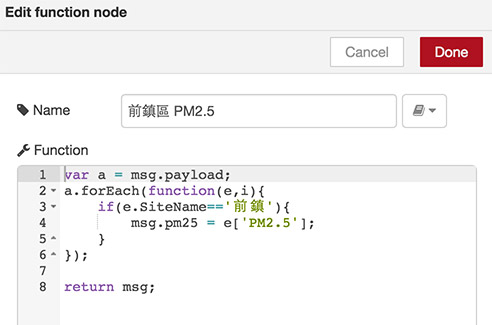 Edit function node
Cancel
Done
Name
前鎮區 PM2.5
Function
1 var a = msg.payload;
2 a.forEach(function(e,i){
3     if(e.SiteName=='前鎮'){
4         msg.pm25 = e['PM2.5'];
5     }
6 });
7
8 return msg;